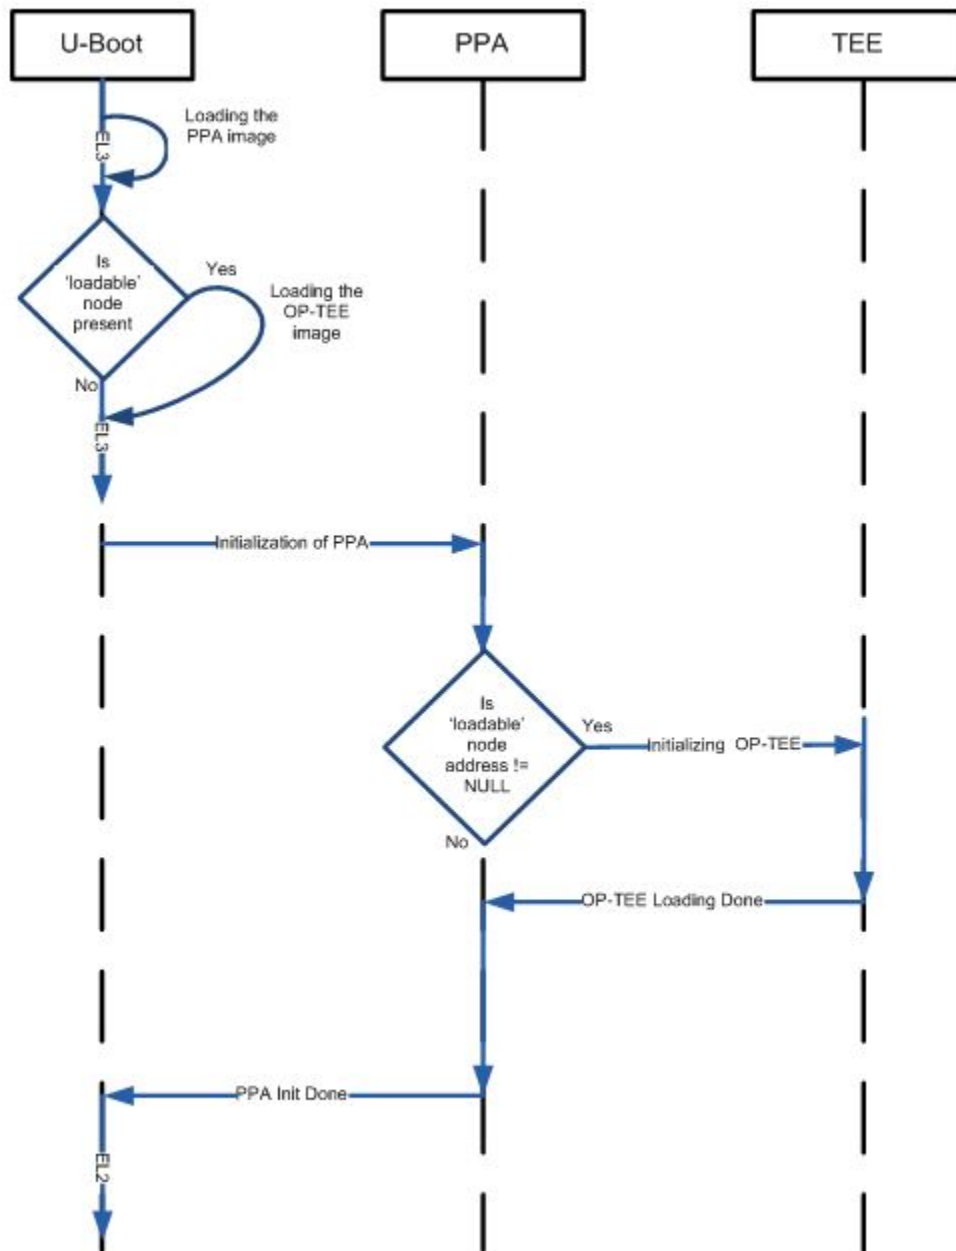 U-Boot
PPA
TEE
Loading the
PPA image
EL3
Is
'loadable'
node
present
Yes
Loading the
OP-TEE
image
No
EL3
Initialization of PPA
Is
'loadable'
node
address !=
NULL
Yes
Initializing OP-TEE
No
OP-TEE Loading Done
PPA Init Done
EL2